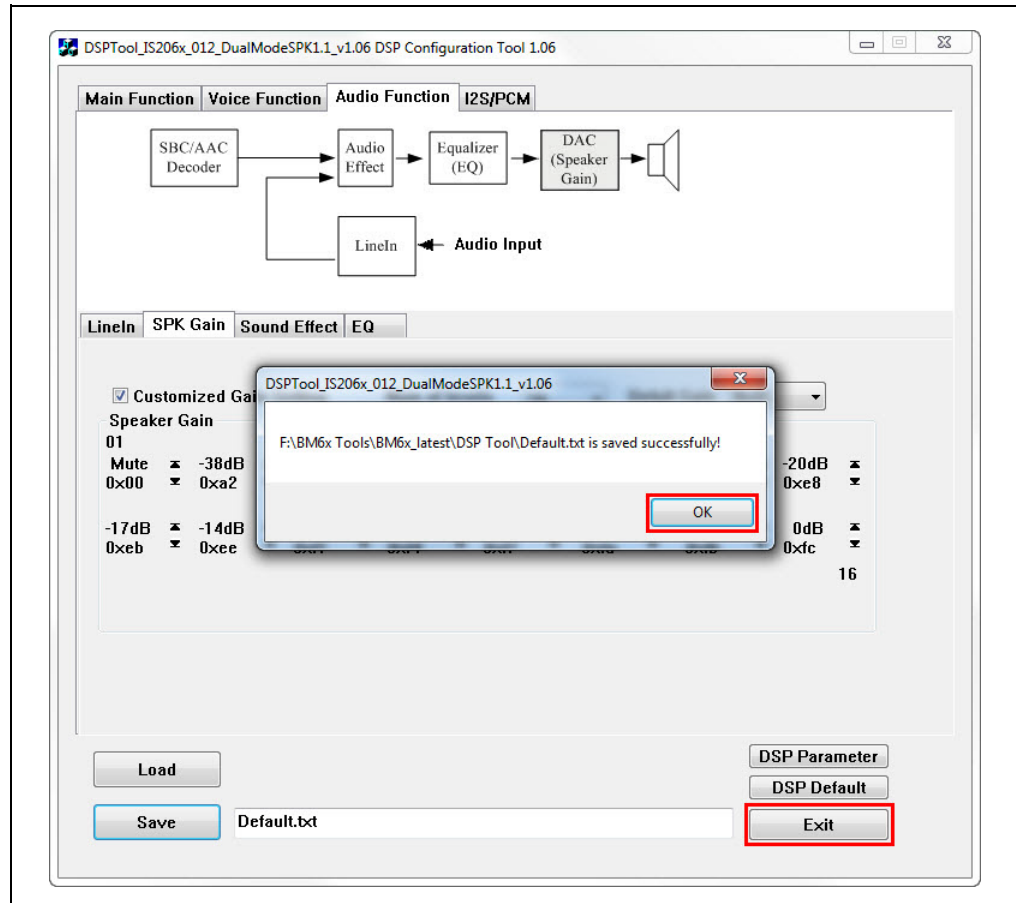 DSPTool_IS206x_012_DualModeSPK1.1_v1.06 DSP Configuration Tool 1.06
Main Function Voice Function Audio Function I2S/PCM
SBC/AAC
Decoder
Audio
Effect
Equalizer
(EQ)
DAC
(Speaker
Gain)
LineIn
Audio Input
LineIn SPK Gain Sound Effect EQ
DSPTool_IS206x_012_DualModeSPK1.1_v1.06
Customized
F:\BM6x Tools\BM6x_latest\DSP Tool\Default.txt is saved successfully!
OK
Speaker Gain
01
Mute -38dB -20dB
0x00 0xa2 0xe8
-17dB -14dB 0dB
0xeb 0xee 0xfc
16
Load
DSP Parameter
DSP Default
Save Default.txt Exit